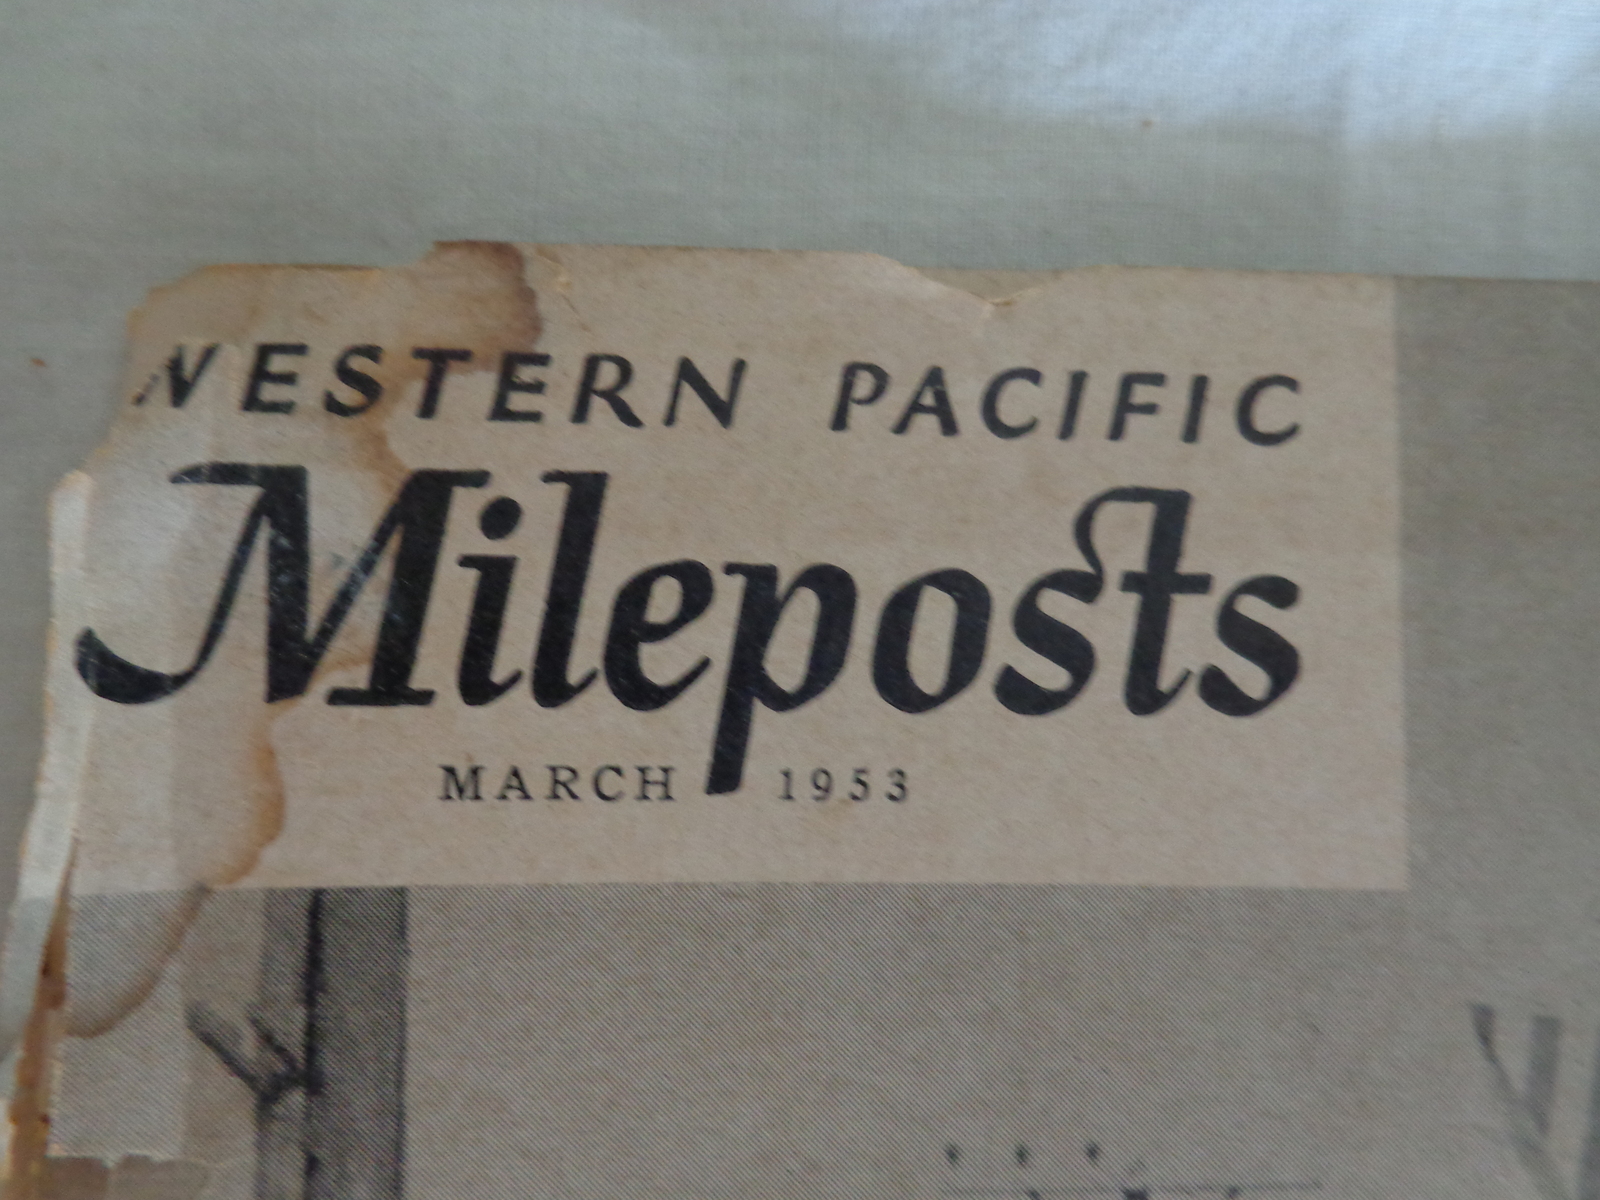 WESTERN PACIFIC
Mileposts
MARCH 1953